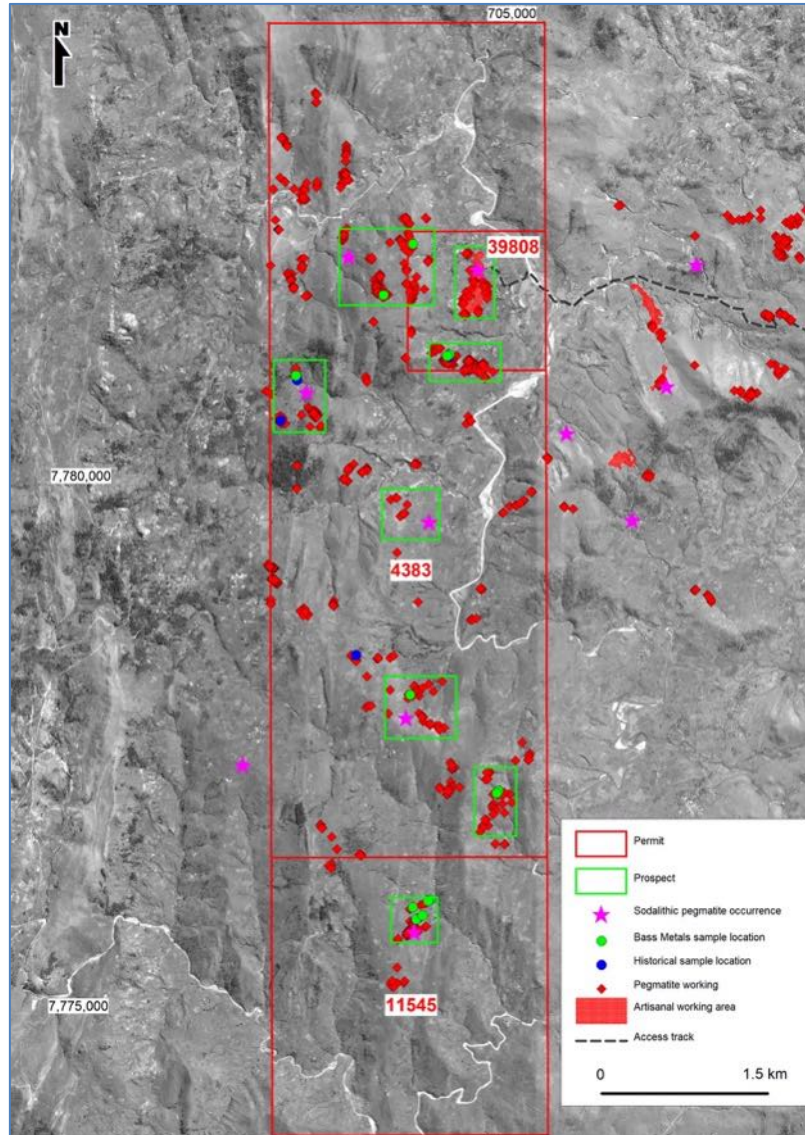 705,000
N
39808
7,780,000
4383
Permit
Prospect
Sodalithic pegmatite occurrence
Bass Metals sample location
Historical sample location
Pegmatite working
Artisanal working area
Access track
7,775,000
11545
0 1.5 km